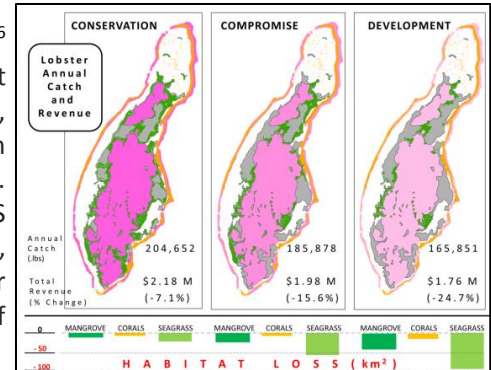 6
t
,
n
.
S
,
r
f
CONSERVATION COMPROMISE DEVELOPMENT
Lobster
Annual
Catch
and
Revenue
Annual
Catch
(.lbs)
204,652 185,878 165,851
Total
Revenue
(% Change)
$2.18 M $1.98 M $1.76 M
(-7.1%) (-15.6%) (-24.7%)
0 MANGROVE CORALS SEAGRASS MANGROVE CORALS SEAGRASS MANGROVE CORALS SEAGRASS
- 50
- 100 HABITAT LOSS (km²)